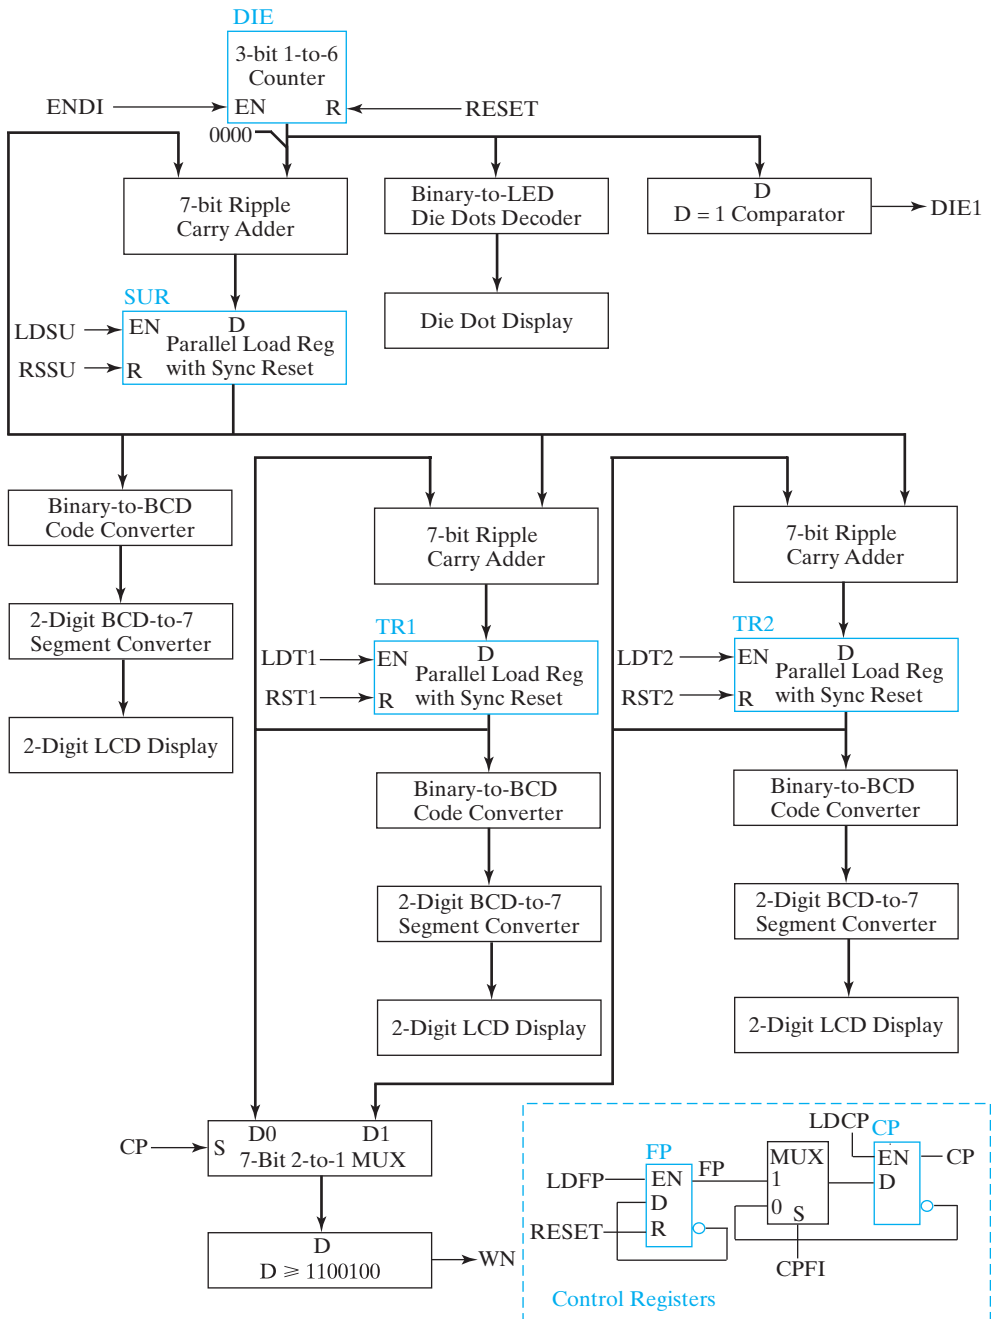 DIE
3-bit 1-to-6
Counter
ENDI
EN
R
RESET
0000
7-bit Ripple
Carry Adder
Binary-to-LED
Die Dots Decoder
D
D = 1 Comparator
DIE1
SUR
Die Dot Display
LDSU
EN
D
Parallel Load Reg
RSSU
R
with Sync Reset
Binary-to-BCD
Code Converter
7-bit Ripple
Carry Adder
7-bit Ripple
Carry Adder
2-Digit BCD-to-7
Segment Converter
TR1
LDT1
EN
D
Parallel Load Reg
RST1
R
with Sync Reset
TR2
LDT2
EN
D
Parallel Load Reg
RST2
R
with Sync Reset
2-Digit LCD Display
Binary-to-BCD
Code Converter
Binary-to-BCD
Code Converter
2-Digit BCD-to-7
Segment Converter
2-Digit BCD-to-7
Segment Converter
2-Digit LCD Display
2-Digit LCD Display
CP
S
D0
D1
7-Bit 2-to-1 MUX
D
D ⩾ 1100100
WN
LDFP
RESET
FP
EN
D
R
FP
MUX
1
0
S
CPFI
LDCP
CP
EN
D
CP
Control Registers